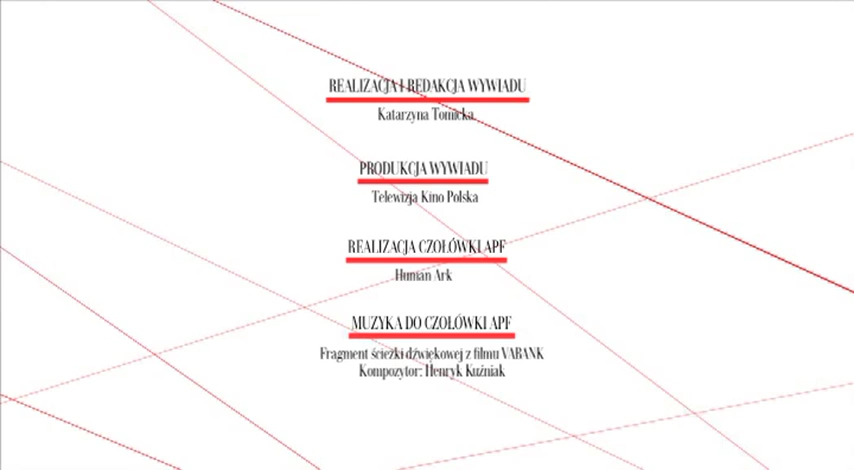 REALIZACJA I REDAKCJA WYWIADU
Katarzyna Tomicka
PRODUKCJA WYWIADU
Telewizja Kino Polska
REALIZACJA CZOŁÓWKI APF
Human Ark
MUZYKA DO CZOŁÓWKI APF
Fragment ścieżki dźwiękowej z filmu VABANK
Kompozytor: Henryk Kuźniak